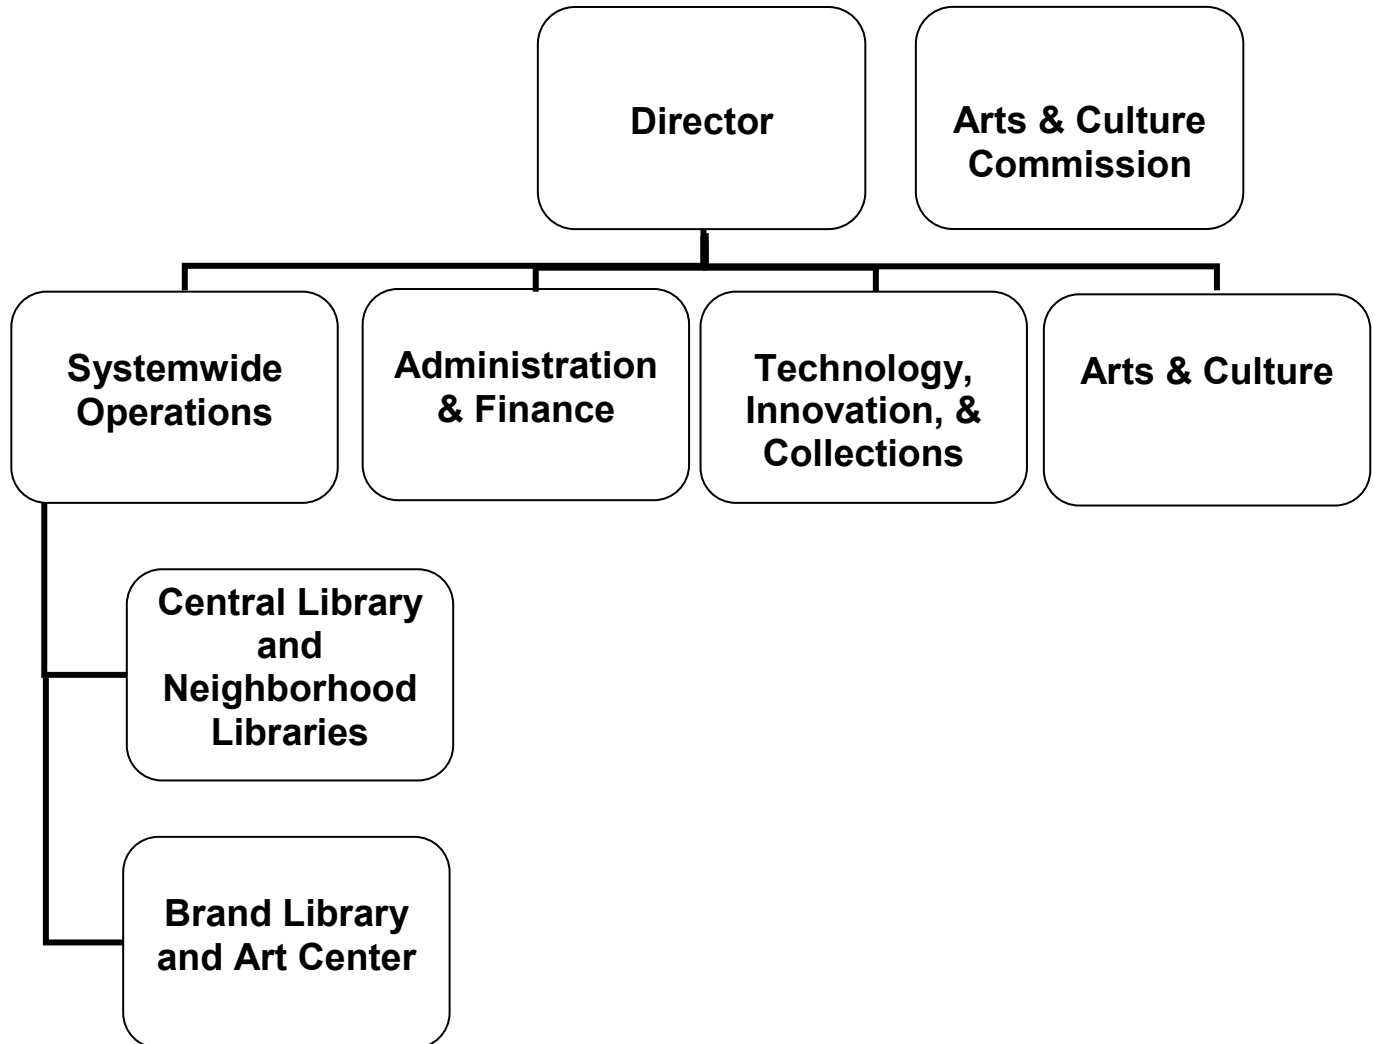 Director
Arts & Culture
Commission
Systemwide
Operations
Administration
& Finance
Technology,
Innovation, &
Collections
Arts & Culture
Central Library
and
Neighborhood
Libraries
Brand Library
and Art Center